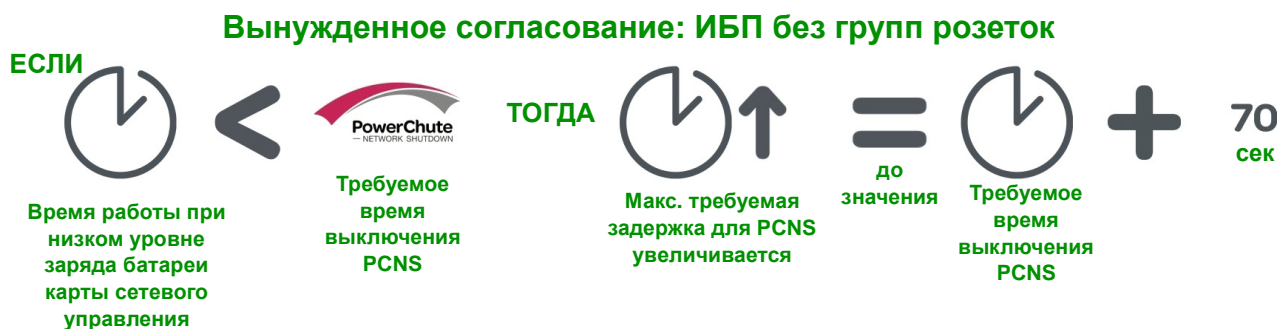 Вынужденное согласование: ИБП без групп розеток
ЕСЛИ
PowerChute
— NETWORK SHUTDOWN
ТОГДА
70
сек
Время работы при
низком уровне
заряда батареи
карты сетевого
управления
Требуемое
время
выключения
PCNS
Макс. требуемая
задержка для PCNS
увеличивается
до
значения
Требуемое
время
выключения
PCNS